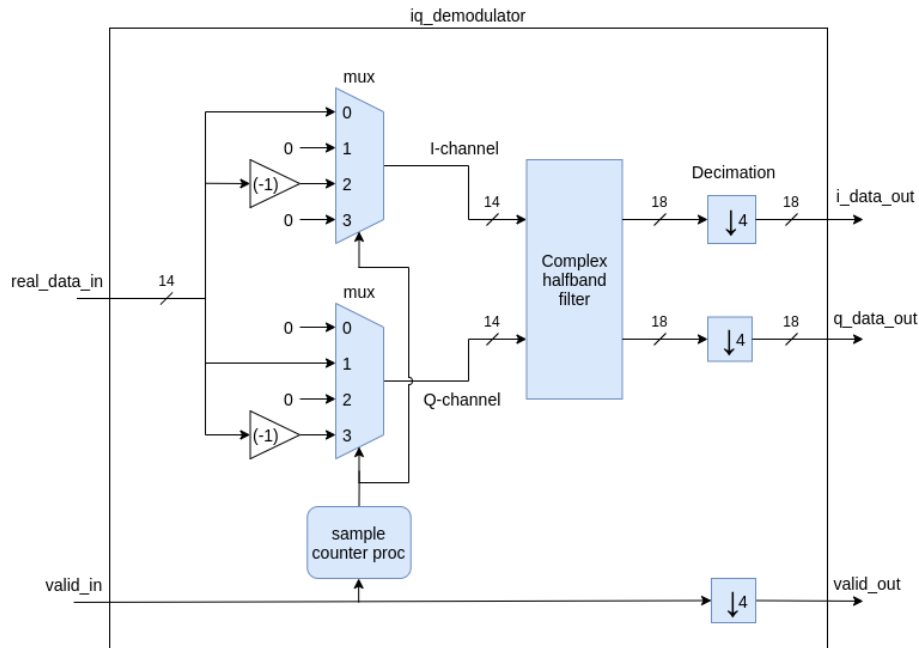 iq_demodulator
mux
0
0
1
I-channel
(-1)
2
0
3
14
Complex
halfband
filter
18
Decimation
↓4
18
i_data_out
real_data_in
14
mux
0
0
1
0
2
(-1)
3
14
Q-channel
18
↓4
18
q_data_out
sample
counter proc
valid_in
↓4
valid_out